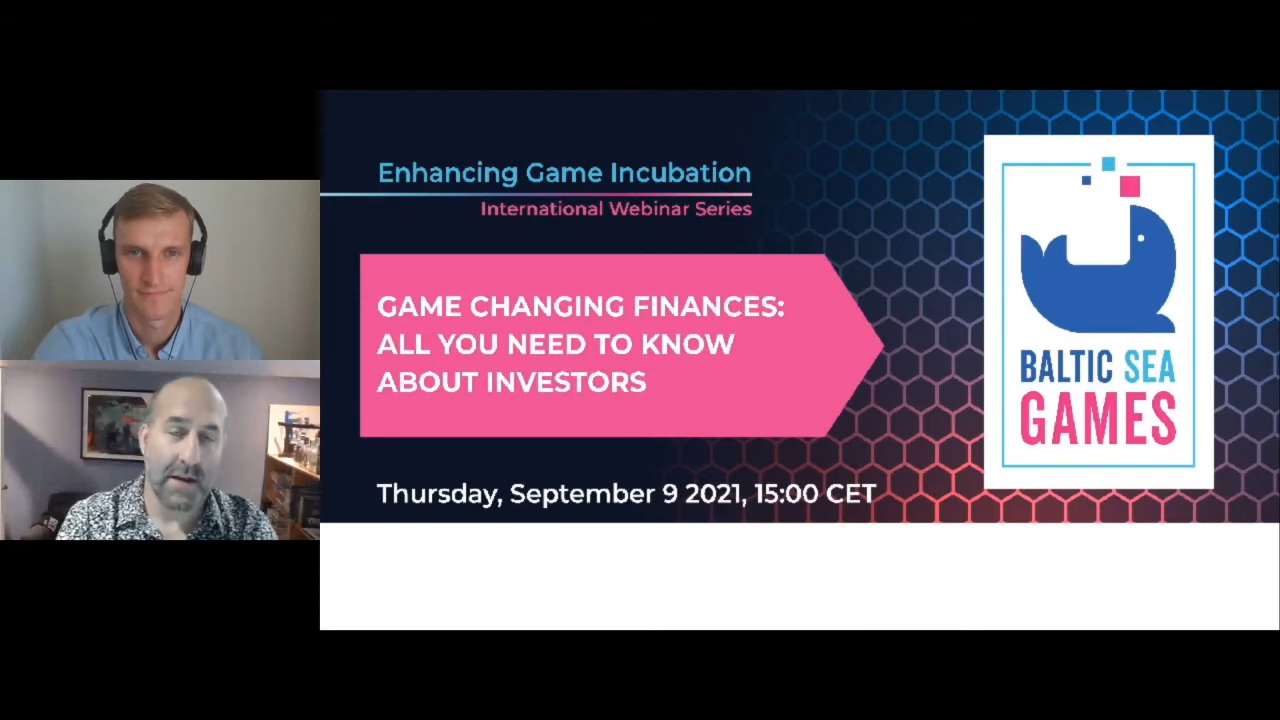 Enhancing Game Incubation
International Webinar Series
GAME CHANGING FINANCES:
ALL YOU NEED TO KNOW
ABOUT INVESTORS
Thursday, September 9 2021, 15:00 CET
BALTIC SEA
GAMES